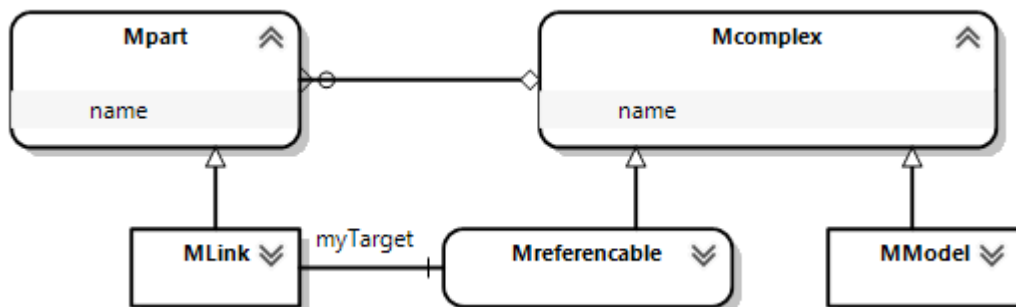 Mpart
Mcomplex
name
name
MLink
myTarget
Mreferencable
MModel